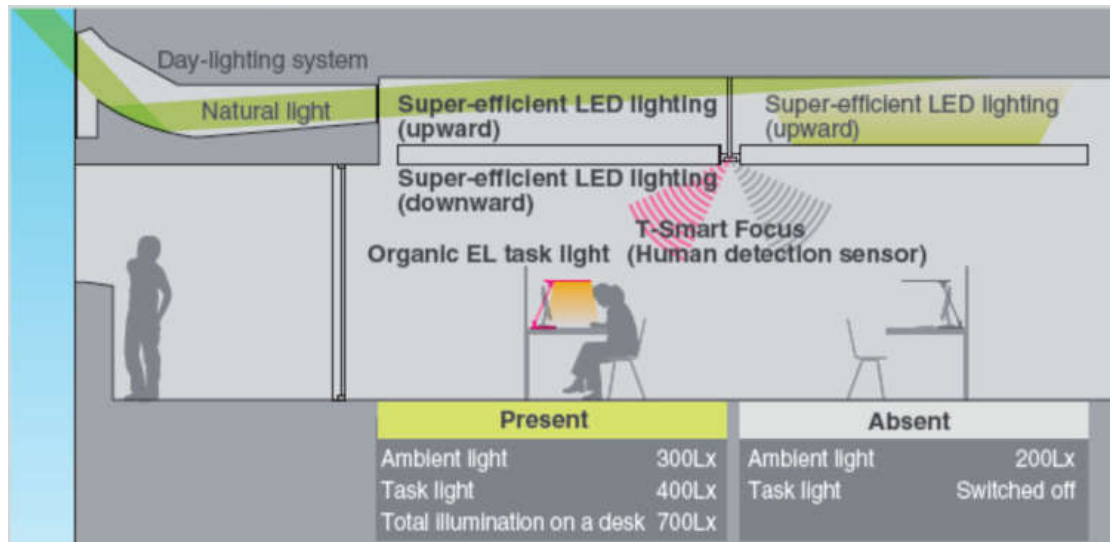 Day-lighting system
Natural light
Super-efficient LED lighting
(upward)
Super-efficient LED lighting
(upward)
Super-efficient LED lighting
(downward)
T-Smart Focus
Organic EL task light (Human detection sensor)
Present
Ambient light 300Lx
Task light 400Lx
Total illumination on a desk 700Lx
Absent
Ambient light 200Lx
Task light Switched off